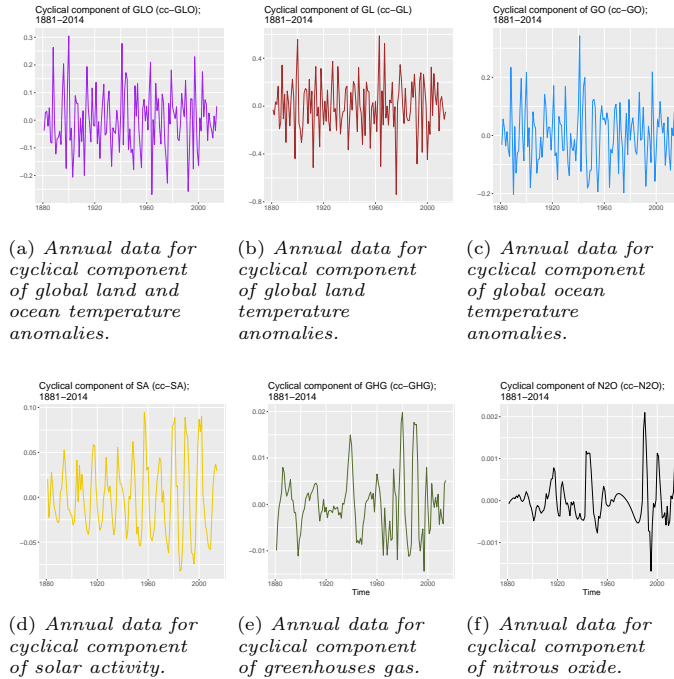 Cyclical component of GLO (cc−GLO);
1881−2014
0.3
0.2
0.1
0.0
−0.1
−0.2
1880
1920
1960
2000
(a) Annual data for
cyclical component
of global land and
ocean temperature
anomalies.
Cyclical component of GL (cc−GL)
1881−2014
0.4
0.0
−0.4
−0.8
1880
1920
1960
2000
(b) Annual data for
cyclical component
of global land
temperature
anomalies.
Cyclical component of GO (cc−GO);
1881−2014
0.2
0.0
−0.2
1880
1920
1960
2000
(c) Annual data for
cyclical component
of global ocean
temperature
anomalies.
Cyclical component of SA (cc−SA);
1881−2014
0.10
0.05
0.00
−0.05
1880
1920
1960
2000
(d) Annual data for
cyclical component
of solar activity.
Cyclical component of GHG (cc−GHG);
1881−2014
0.02
0.01
0.00
−0.01
1880
1920
1960
2000
Time
(e) Annual data for
cyclical component
of greenhouses gas.
Cyclical component of N2O (cc−N2O);
1881−2014
0.002
0.001
0.000
−0.001
1880
1920
1960
2000
Time
(f) Annual data for
cyclical component
of nitrous oxide.